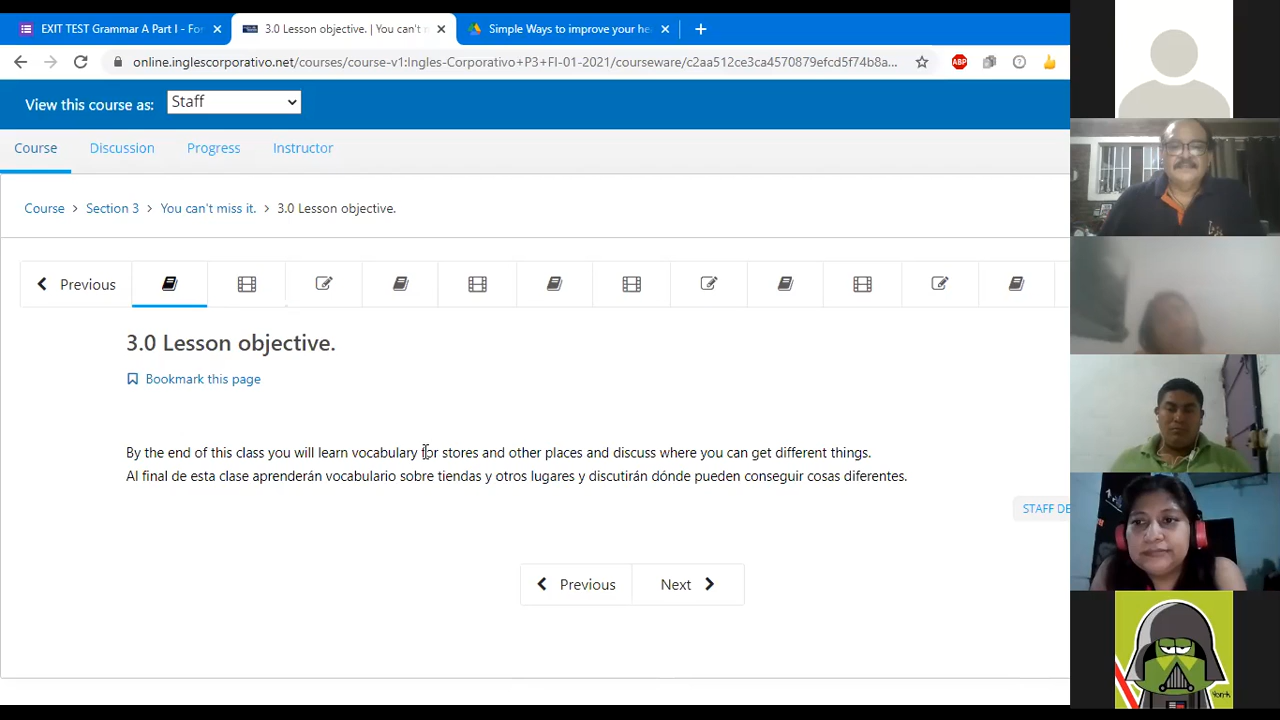 EXIT TEST Grammar A Part I - Fo
3.0 Lesson objective. | You can't m
Simple Ways to improve your he
online.inglescorporativo.net/courses/course-v1:Ingles-Corporativo+P3+FI-01-2021/courseware/c2aa512ce3ca4570879efcd5f74b8a...
ABP
View this course as: Staff
Course Discussion Progress Instructor
Course > Section 3 > You can't miss it. > 3.0 Lesson objective.
Previous
3.0 Lesson objective.
Bookmark this page
By the end of this class you will learn vocabulary for stores and other places and discuss where you can get different things.
Al final de esta clase aprenderán vocabulario sobre tiendas y otros lugares y discutirán dónde pueden conseguir cosas diferentes.
STAFF DE
Previous Next